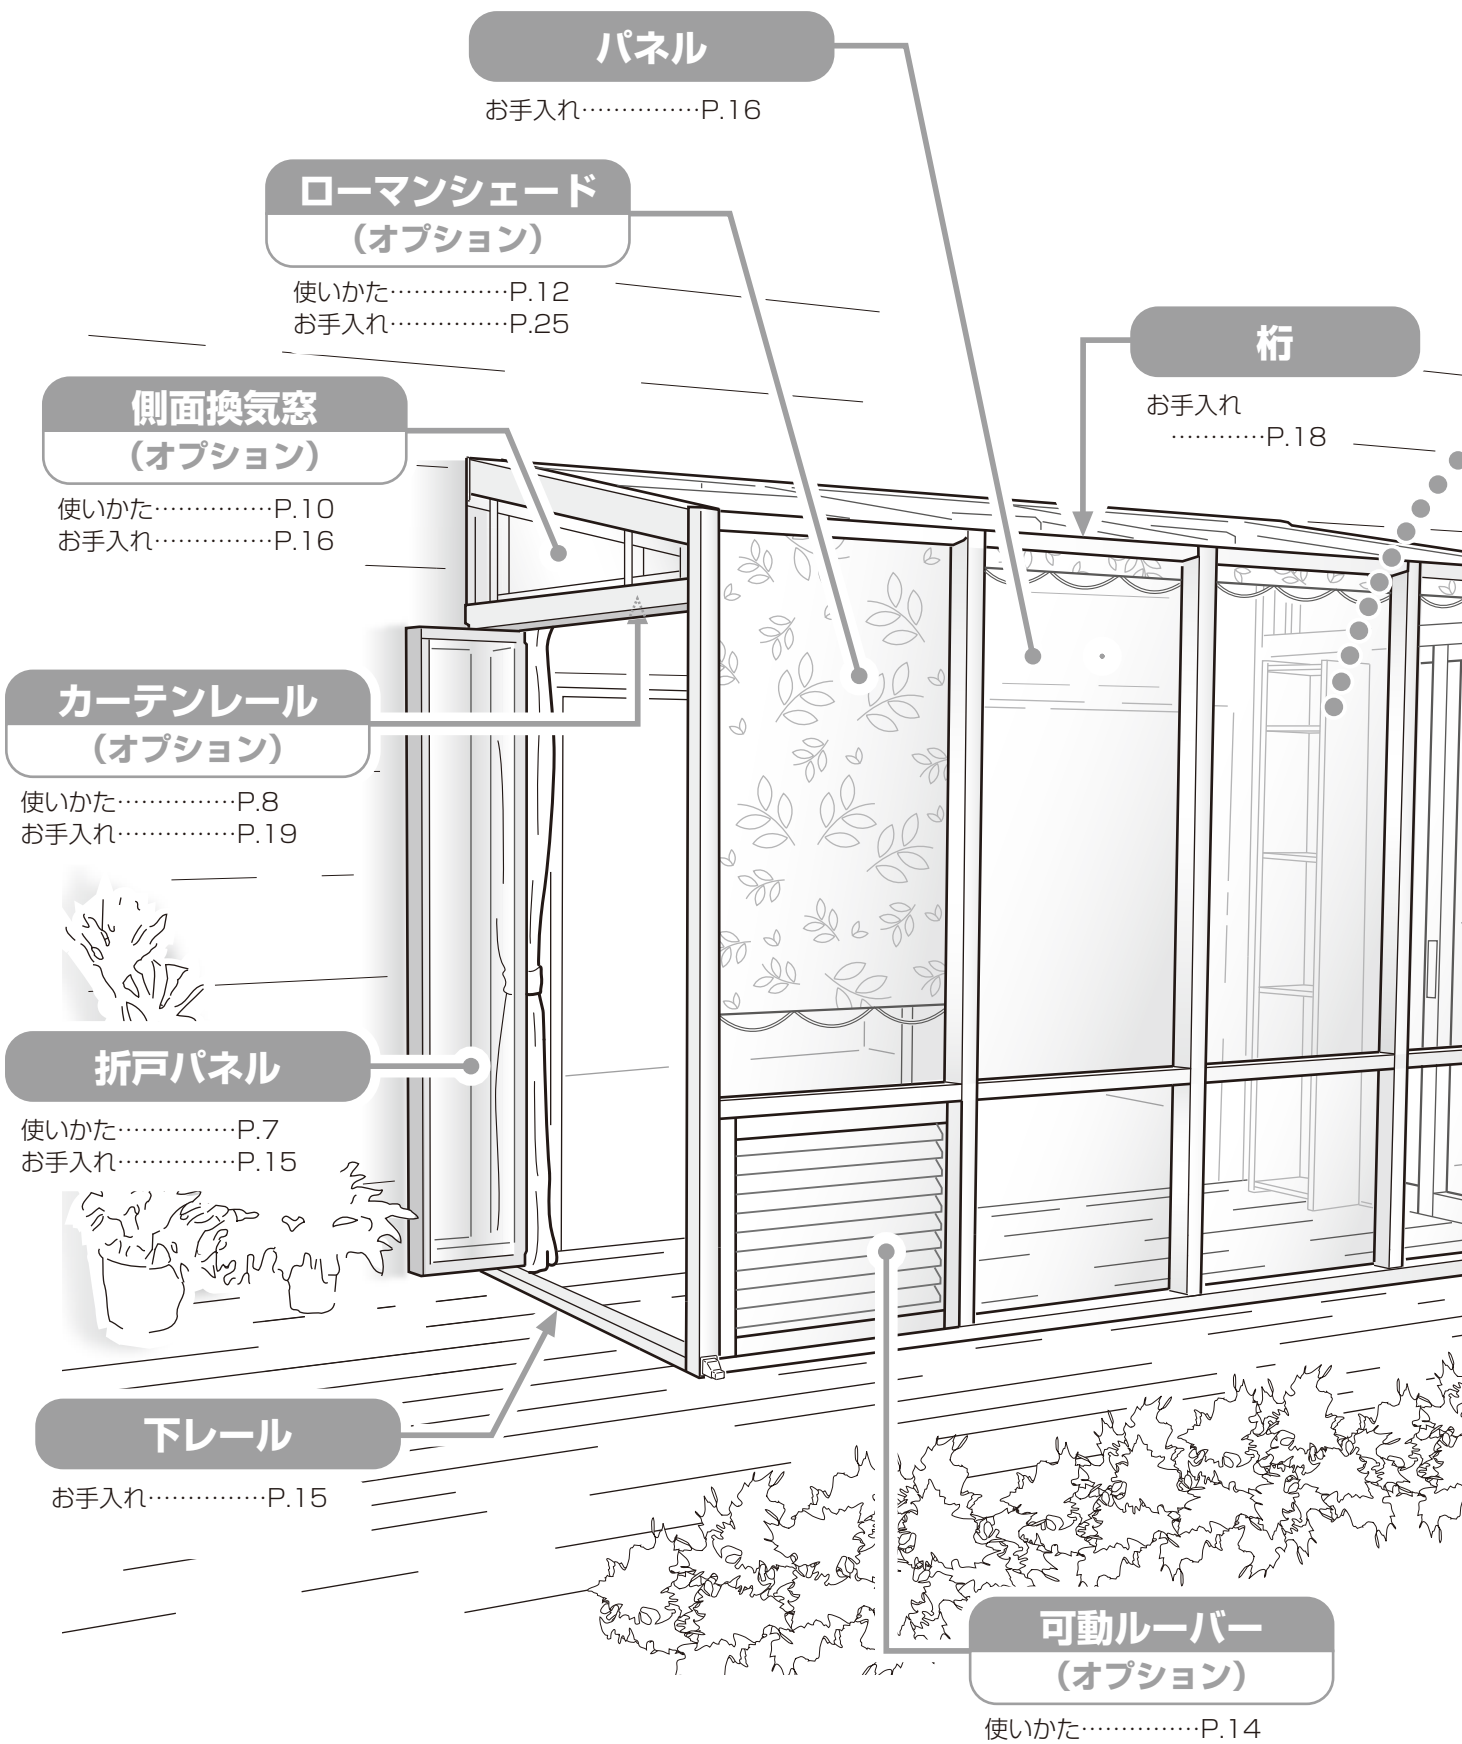 パネル
お手入れ……………P.16
ローマンシェード
（オプション）
使いかた……………P.12
お手入れ……………P.25
桁
お手入れ
…………P.18
側面換気窓
（オプション）
使いかた……………P.10
お手入れ……………P.16
カーテンレール
（オプション）
使いかた……………P.8
お手入れ……………P.19
折戸パネル
使いかた……………P.7
お手入れ……………P.15
下レール
お手入れ……………P.15
可動ルーバー
（オプション）
使いかた……………P.14